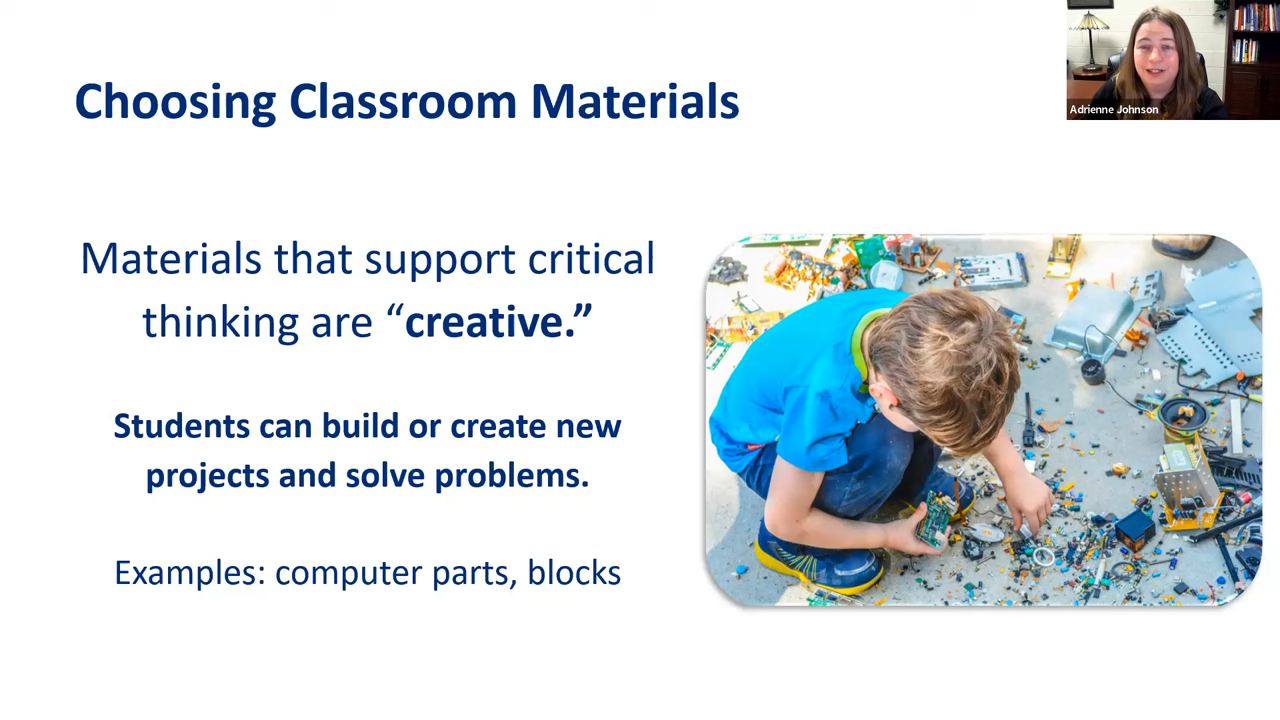 Choosing Classroom Materials
Adrienne Johnson
Materials that support critical
thinking are “creative.”
Students can build or create new
projects and solve problems.
Examples: computer parts, blocks